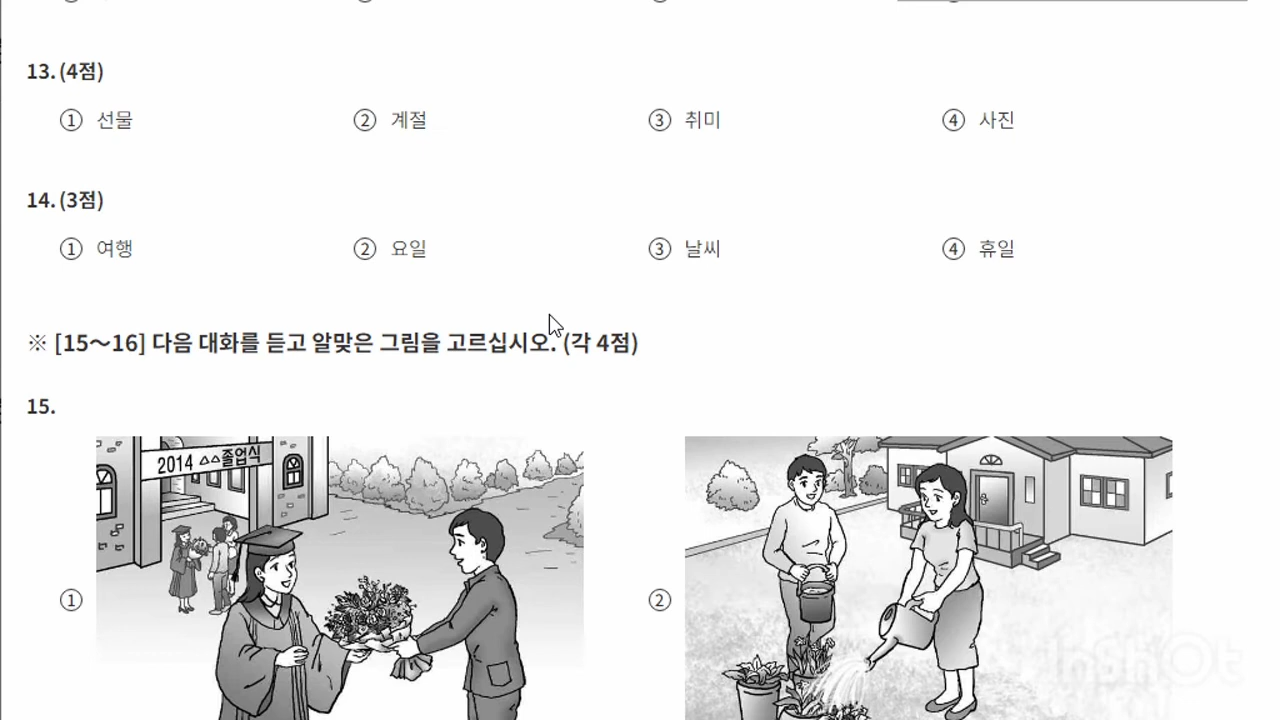 13. (4점)
① 선물 ② 계절 ③ 취미 ④ 사진
14. (3점)
① 여행 ② 요일 ③ 날씨 ④ 휴일
※ [15～16] 다음 대화를 듣고 알맞은 그림을 고르십시오. (각 4점)
15.
2014 △△졸업식
① ②
InShOt